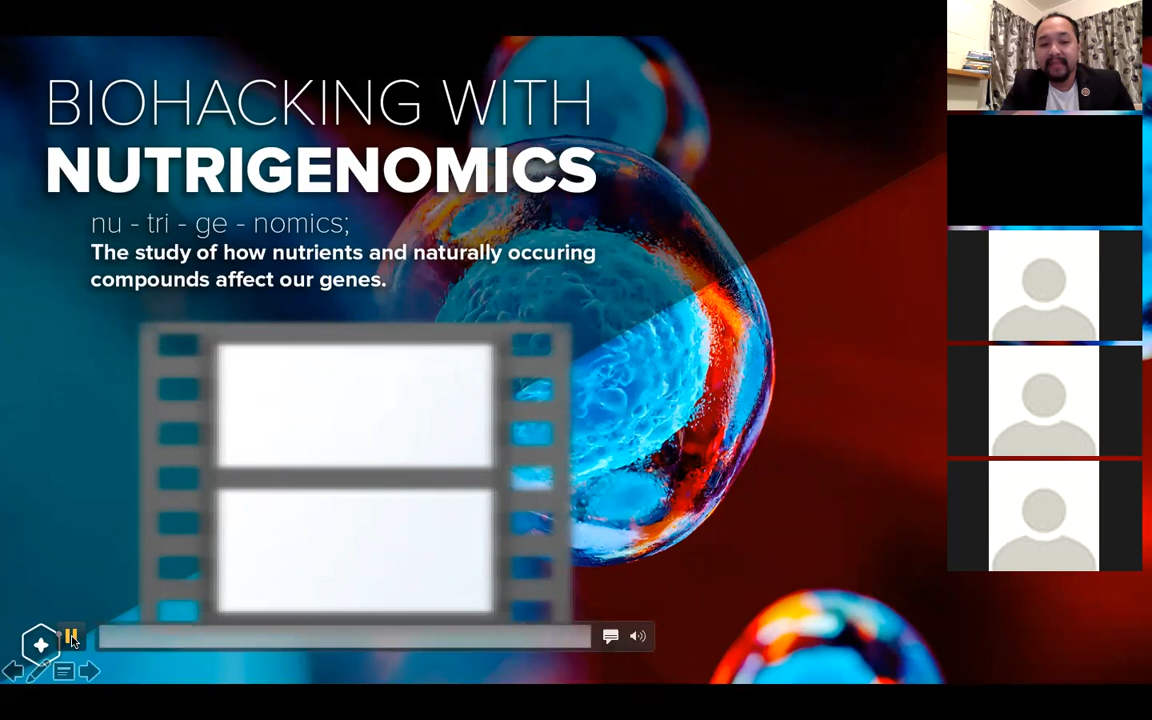 BIOHACKING WITH
NUTRIGENOMICS
nu - tri - ge - nomics;
The study of how nutrients and naturally occuring
compounds affect our genes.